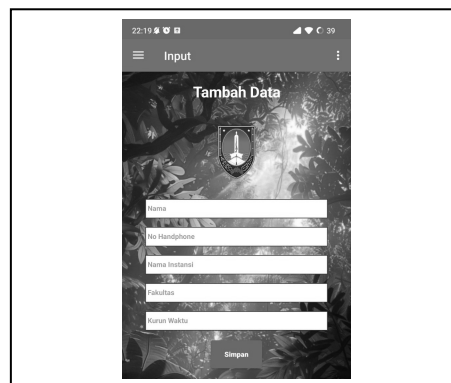 22:19 39
Input
Tambah Data
Nama
No Handphone
Nama Instansi
Fakultas
Kurun Waktu
Simpan